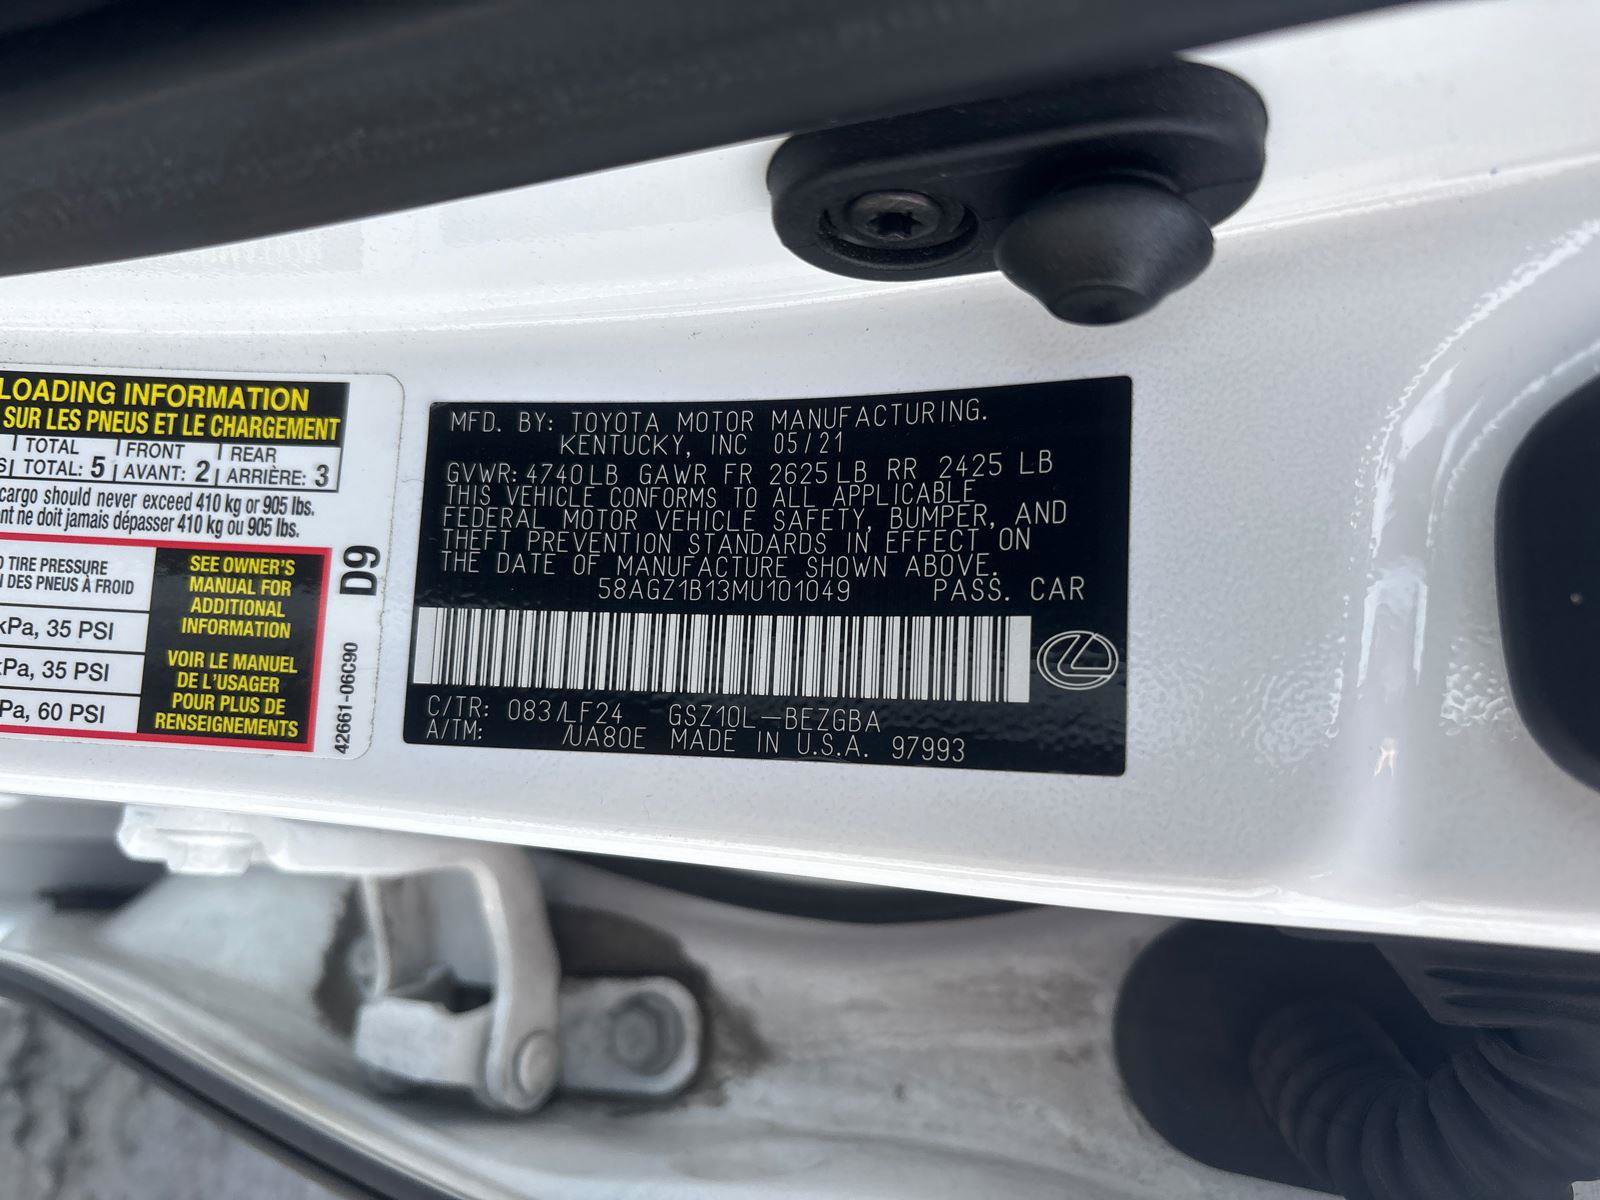 LOADING INFORMATION
SUR LES PNEUS ET LE CHARGEMENT
TOTAL FRONT REAR
TOTAL: 5 AVANT: 2 ARRIÈRE: 3
cargo should never exceed 410 kg or 905 lbs.
nt ne doit jamais dépasser 410 kg ou 905 lbs.
TIRE PRESSURE
DES PNEUS À FROID
kPa, 35 PSI
kPa, 35 PSI
Pa, 60 PSI
SEE OWNER'S
MANUAL FOR
ADDITIONAL
INFORMATION
VOIR LE MANUEL
DE L'USAGER
POUR PLUS DE
RENSEIGNEMENTS
D9
42661-06C90
MFD. BY: TOYOTA MOTOR MANUFACTURING.
KENTUCKY, INC 05/21
GVWR: 4740LB GAWR FR 2625LB RR 2425 LB
THIS VEHICLE CONFORMS TO ALL APPLICABLE
FEDERAL MOTOR VEHICLE SAFETY, BUMPER, AND
THEFT PREVENTION STANDARDS IN EFFECT ON
THE DATE OF MANUFACTURE SHOWN ABOVE.
58AGZ1B13MU101049 PASS. CAR
C/TR: 083/LF24 GSZ10L-BEZGBA
A/TM: /UA80E MADE IN U.S.A. 97993